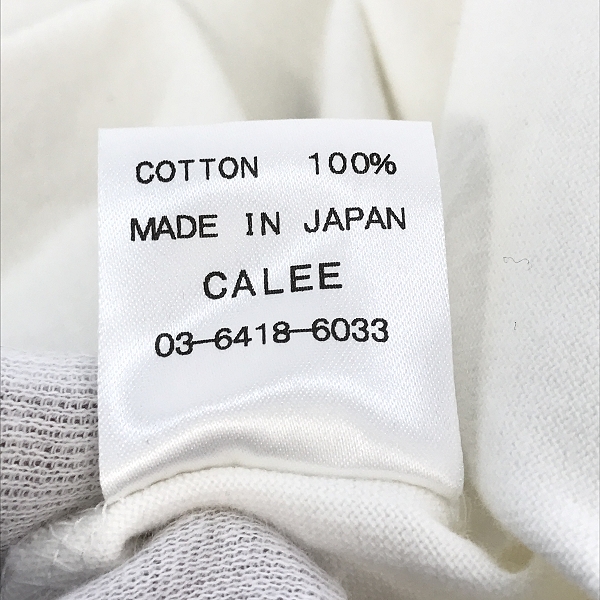 COTTON 100%
MADE IN JAPAN
CALEE
03-6418-6033